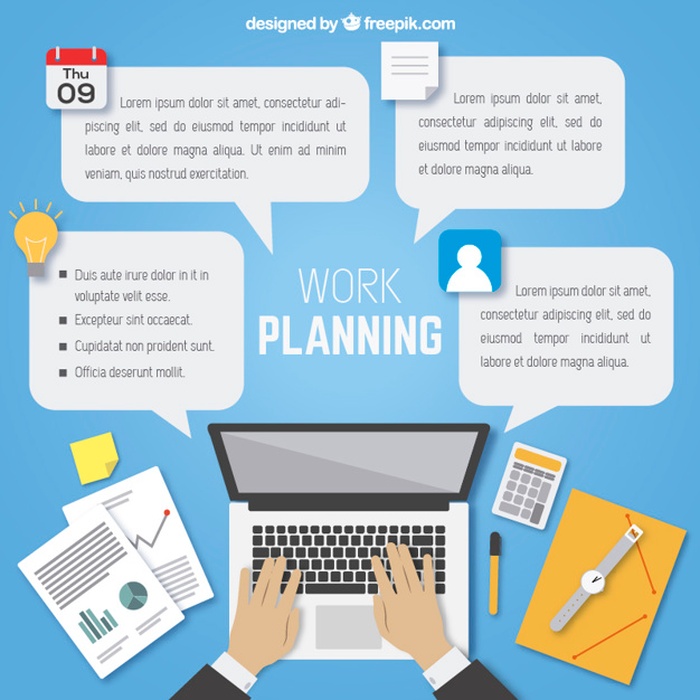 designed by freepik.com
Thu
09
Lorem ipsum dolor sit amet, consectetur adi-
piscing elit, sed do eiusmod tempor incididunt ut
labore et dolore magna aliqua. Ut enim ad minim
veniam, quis nostrud exercitation.
Lorem ipsum dolor sit amet,
consectetur adipiscing elit, sed do
eiusmod tempor incididunt ut labore
et dolore magna aliqua.
Duis aute irure dolor in it in
voluptate velit esse.
Excepteur sint occaecat.
Cupidatat non proident sunt.
Officia deserunt mollit.
WORK
PLANNING
Lorem ipsum dolor sit amet,
consectetur adipiscing elit, sed do
eiusmod tempor incididunt ut
labore et dolore magna aliqua.